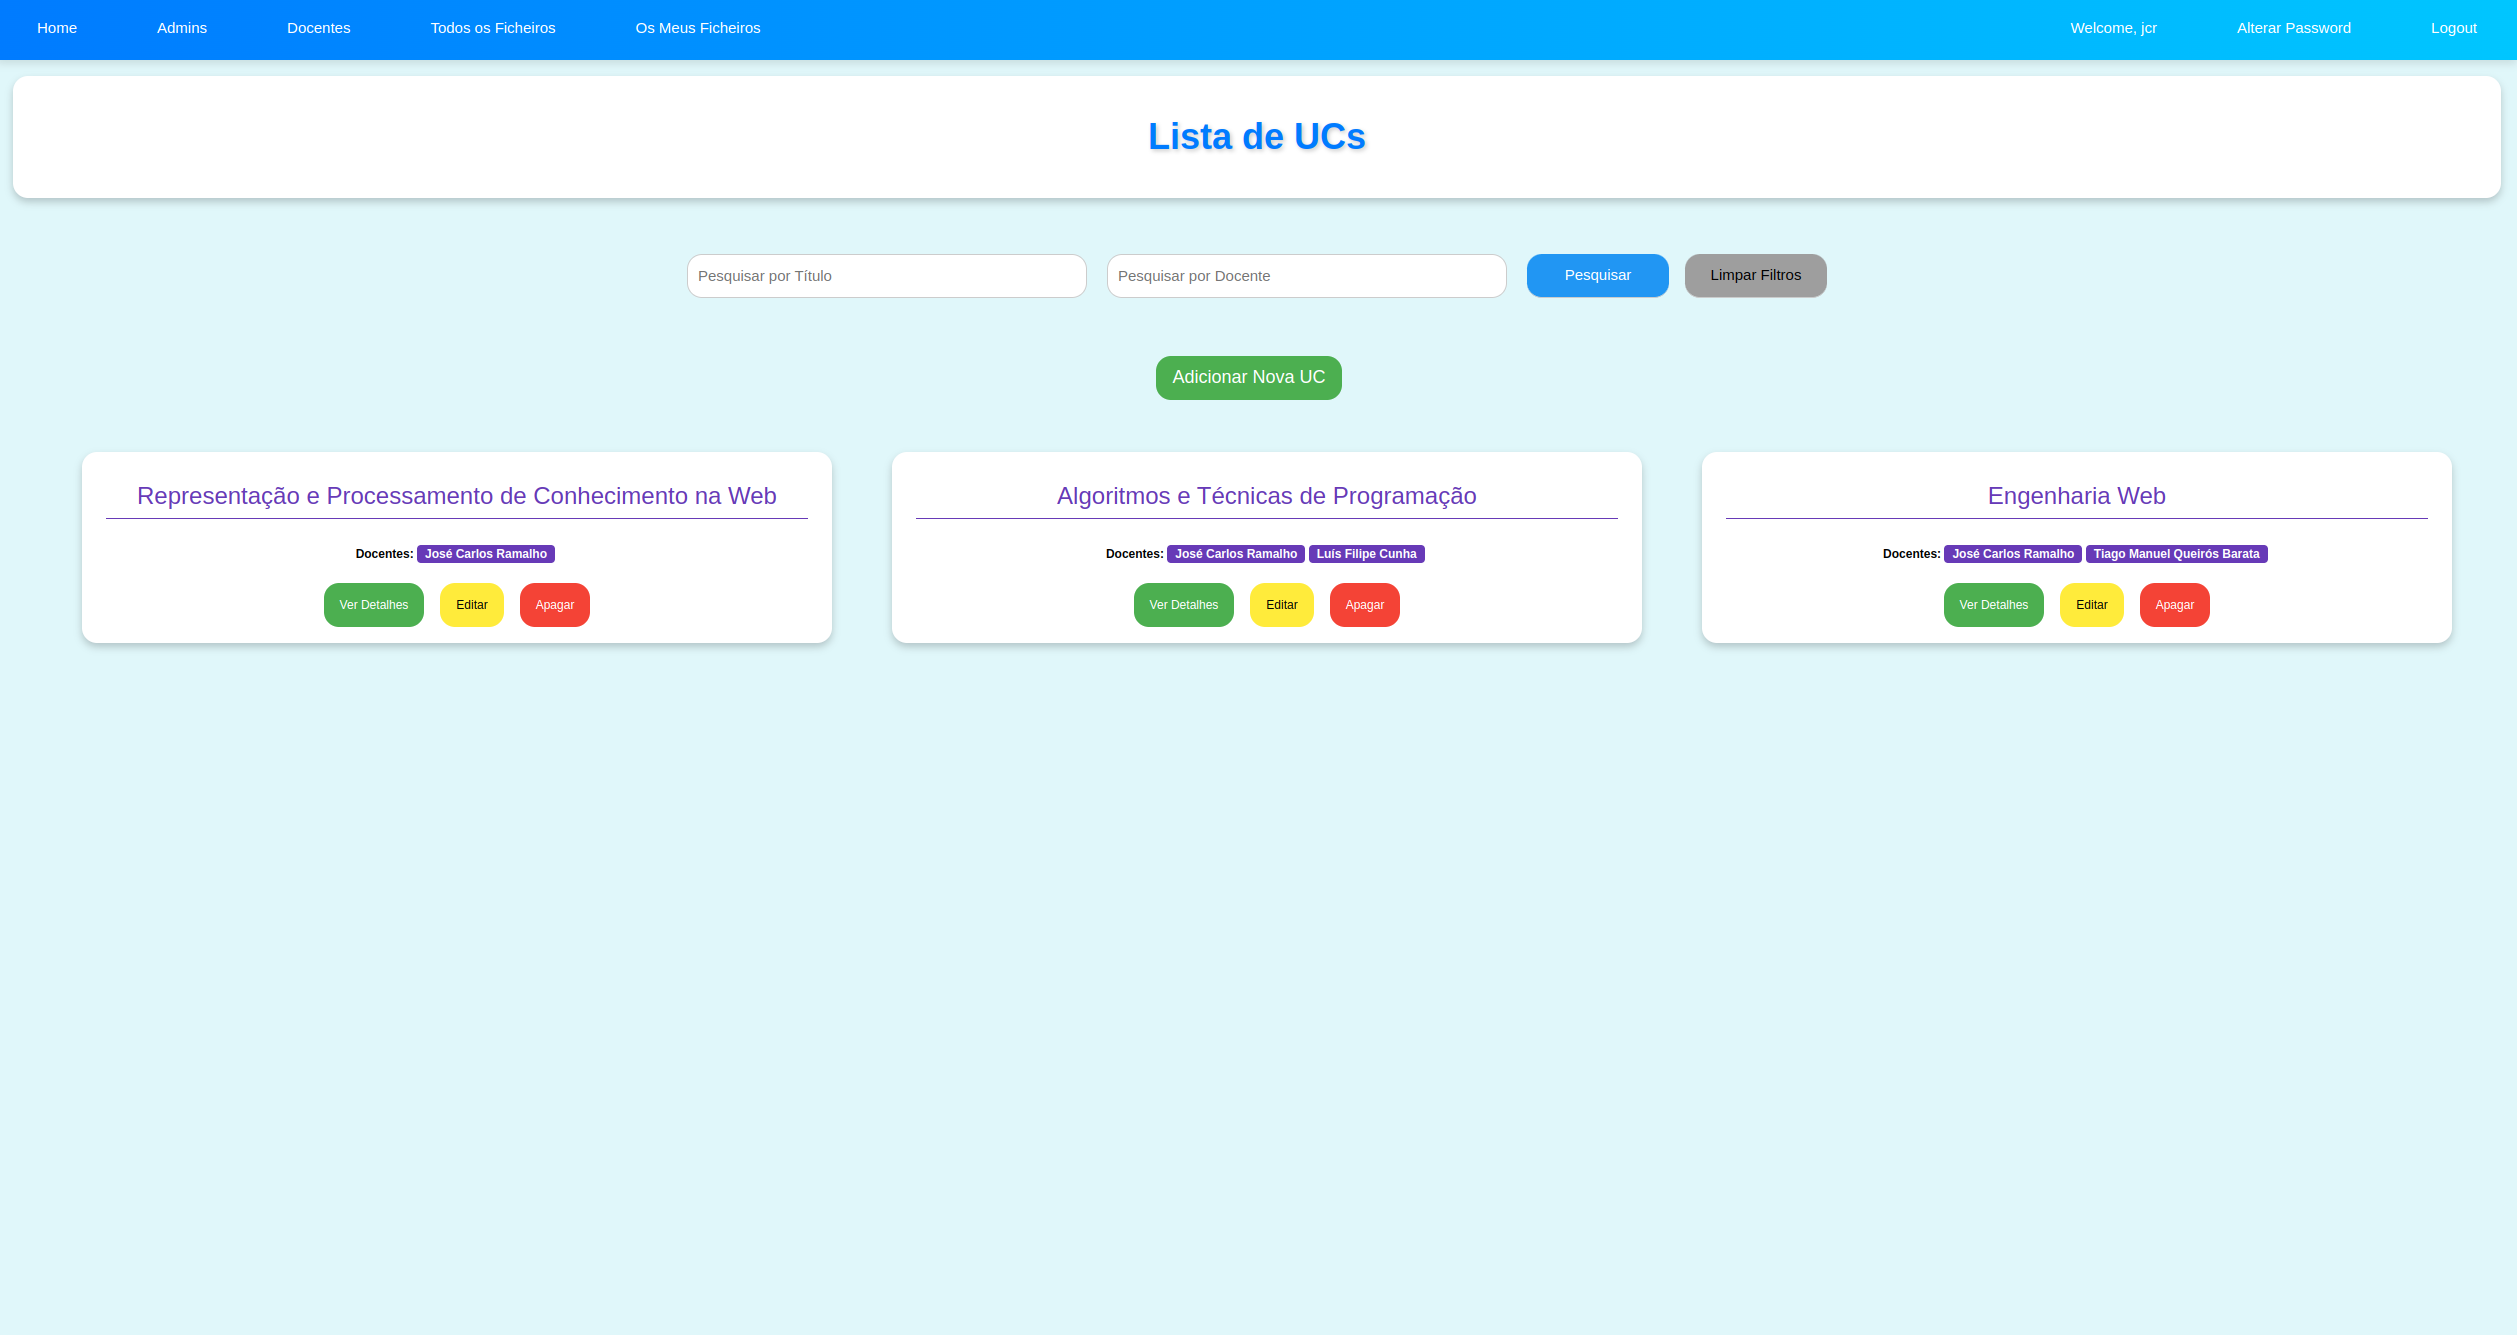 Home Admins Docentes Todos os Ficheiros Os Meus Ficheiros Welcome, jcr Alterar Password Logout
Lista de UCs
Pesquisar por Título Pesquisar por Docente Pesquisar Limpar Filtros
Adicionar Nova UC
Representação e Processamento de Conhecimento na Web
Docentes: José Carlos Ramalho
Ver Detalhes Editar Apagar
Algoritmos e Técnicas de Programação
Docentes: José Carlos Ramalho Luís Filipe Cunha
Ver Detalhes Editar Apagar
Engenharia Web
Docentes: José Carlos Ramalho Tiago Manuel Queirós Barata
Ver Detalhes Editar Apagar